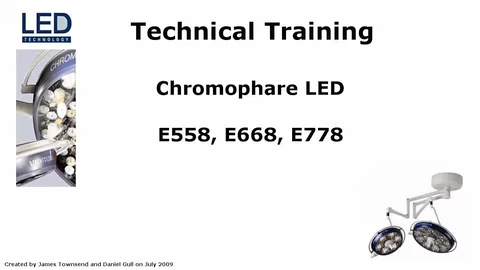 LED
TECHNOLOGY
Technical Training
Chromophare LED
E558, E668, E778
CHROM
Created by James Townsend and Daniel Gull on July 2009